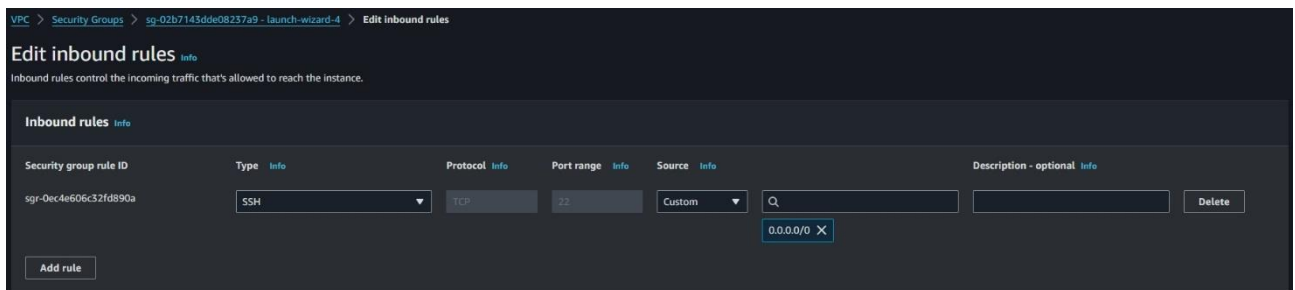 VPC > Security Groups > sg-02b7143dde08237a9 - launch-wizard-4 > Edit inbound rules
Edit inbound rules Info
Inbound rules control the incoming traffic that's allowed to reach the instance.
Inbound rules Info
Security group rule ID Type Info Protocol Info Port range Info Source Info Description - optional Info
sgr-0ec4e606c32fd890a SSH TCP 22 Custom Delete
0.0.0.0/0 X
Add rule